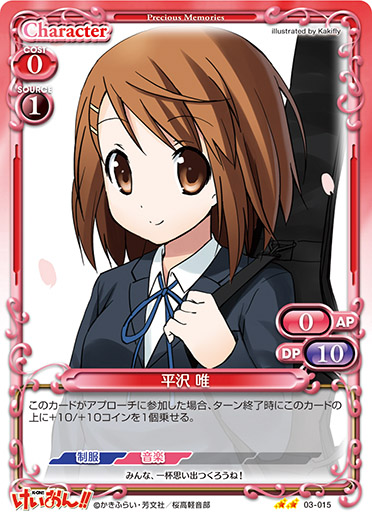 Precious Memories
Character
illustrated by Kakifly
COST
0
SOURCE
1
0 AP
DP 10
平沢 唯
このカードがアプローチに参加した場合、ターン終了時にこのカードの
上に+10/+10コインを1個乗せる。
制服 音楽
みんな、一杯思い出つくろうね!
けいおん!!
©かきふらい・芳文社/桜高軽音部
03-015